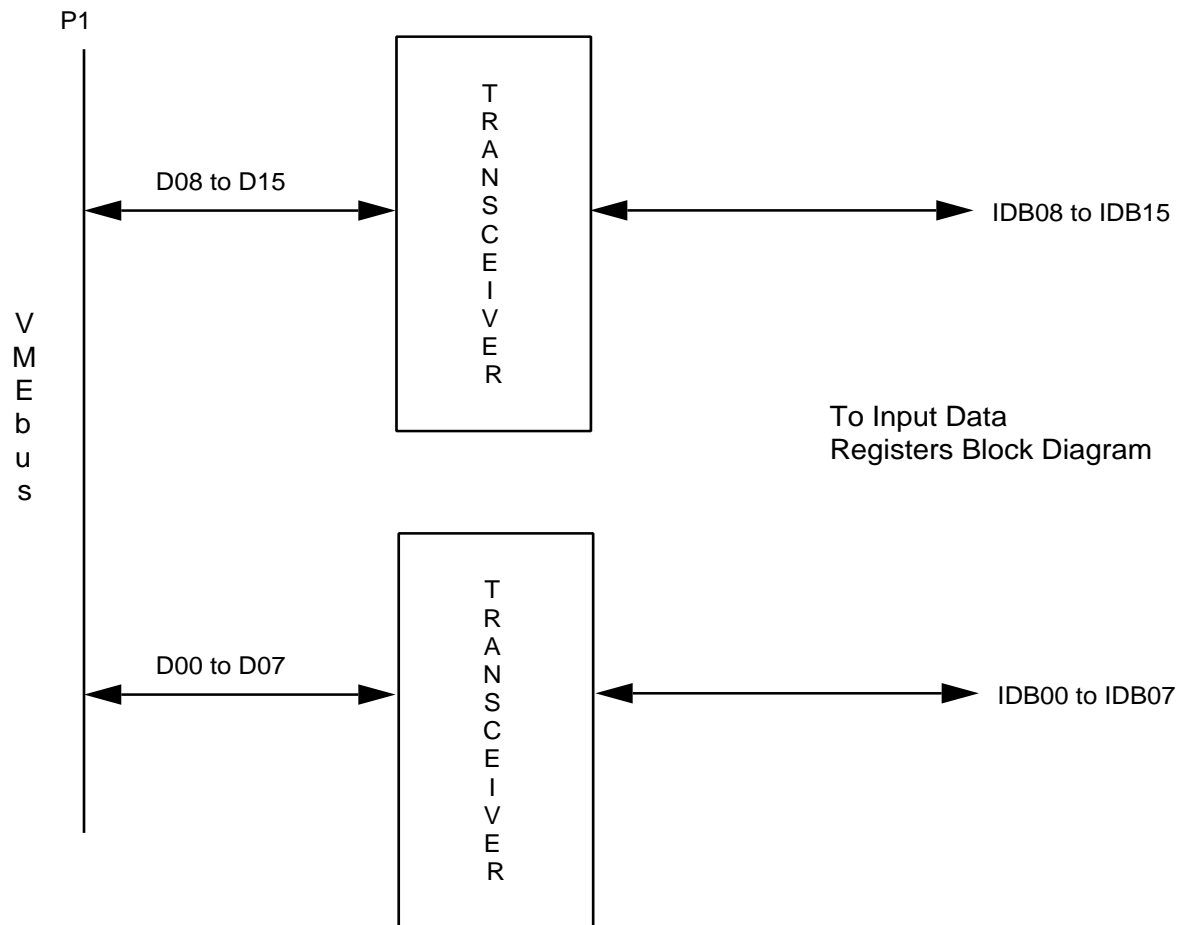 P1
TRANSCEIVER
D08 to D15
IDB08 to IDB15
VMEbus
To Input Data
Registers Block Diagram
TRANSCEIVER
D00 to D07
IDB00 to IDB07